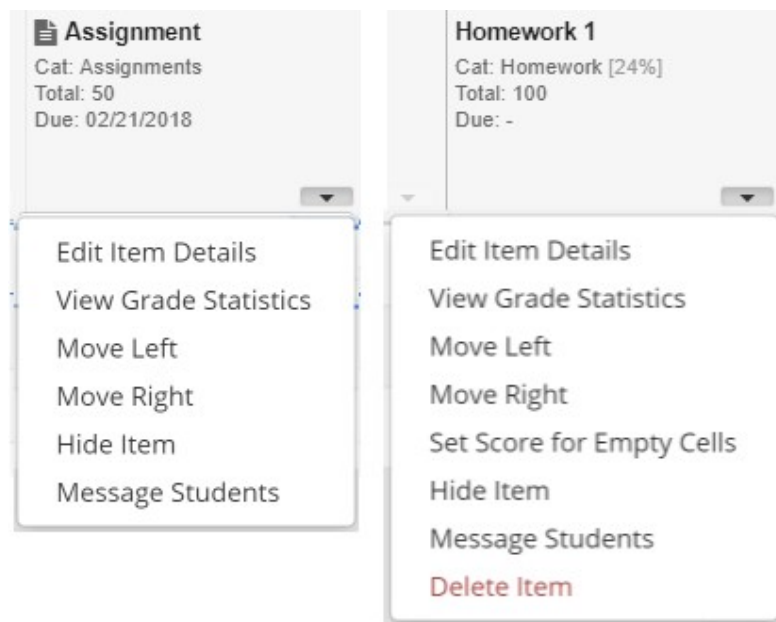 Assignment
Cat: Assignments
Total: 50
Due: 02/21/2018
Edit Item Details
View Grade Statistics
Move Left
Move Right
Hide Item
Message Students
Homework 1
Cat: Homework [24%]
Total: 100
Due: -
Edit Item Details
View Grade Statistics
Move Left
Move Right
Set Score for Empty Cells
Hide Item
Message Students
Delete Item